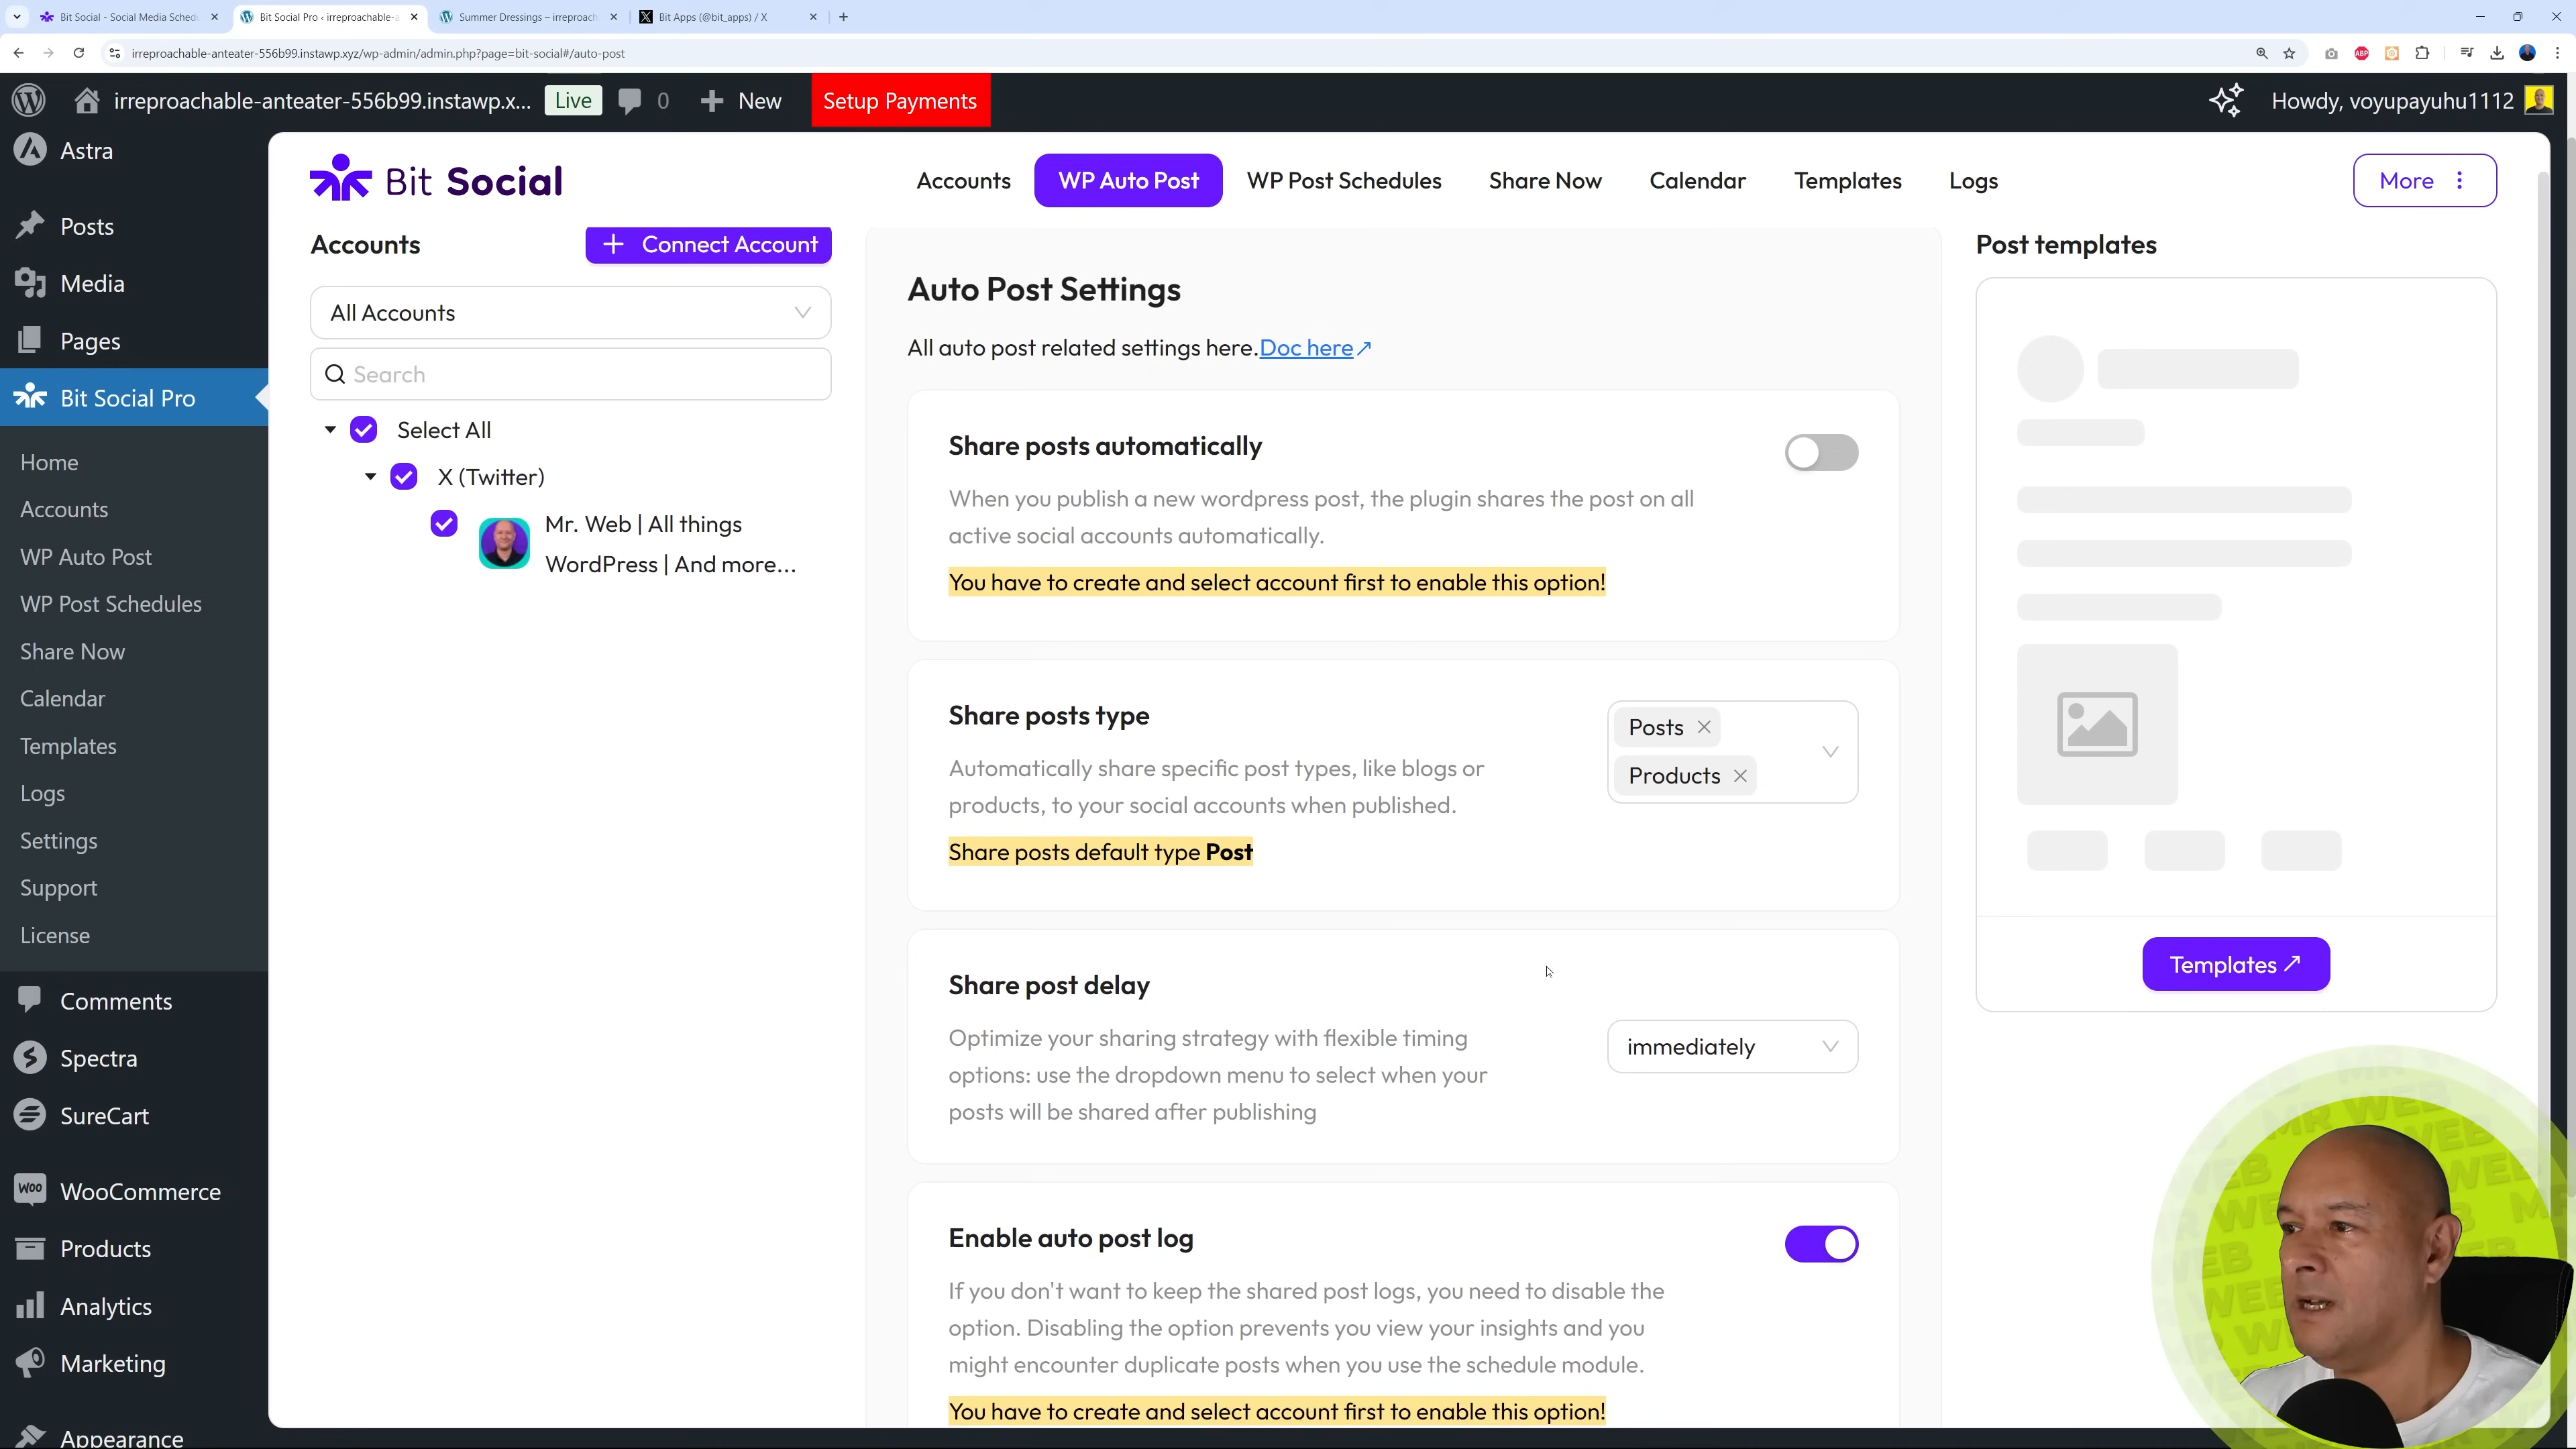 Bit Social - Social Media Sched
Bit Social Pro ‹ irreproachable-a
Summer Dressings – irreproach
Bit Apps (@bit_apps) / X
irreproachable-anteater-556b99.instawp.xyz/wp-admin/admin.php?page=bit-social#/auto-post
irreproachable-anteater-556b99.instawp.x...
Live
0
New
Setup Payments
Howdy, voyupayuhu1112
Astra
Posts
Media
Pages
Bit Social Pro
Home
Accounts
WP Auto Post
WP Post Schedules
Share Now
Calendar
Templates
Logs
Settings
Support
License
Comments
Spectra
SureCart
WooCommerce
Products
Analytics
Marketing
Appearance
Bit Social
Accounts
WP Auto Post
WP Post Schedules
Share Now
Calendar
Templates
Logs
More
Accounts
Connect Account
All Accounts
Search
Select All
X (Twitter)
Mr. Web | All things
WordPress | And more...
Auto Post Settings
All auto post related settings here. Doc here
Share posts automatically
When you publish a new wordpress post, the plugin shares the post on all
active social accounts automatically.
You have to create and select account first to enable this option!
Share posts type
Automatically share specific post types, like blogs or
products, to your social accounts when published.
Share posts default type Post
Posts
Products
Share post delay
Optimize your sharing strategy with flexible timing
options: use the dropdown menu to select when your
posts will be shared after publishing
immediately
Enable auto post log
If you don't want to keep the shared post logs, you need to disable the
option. Disabling the option prevents you view your insights and you
might encounter duplicate posts when you use the schedule module.
You have to create and select account first to enable this option!
Post templates
Templates
MR WEB